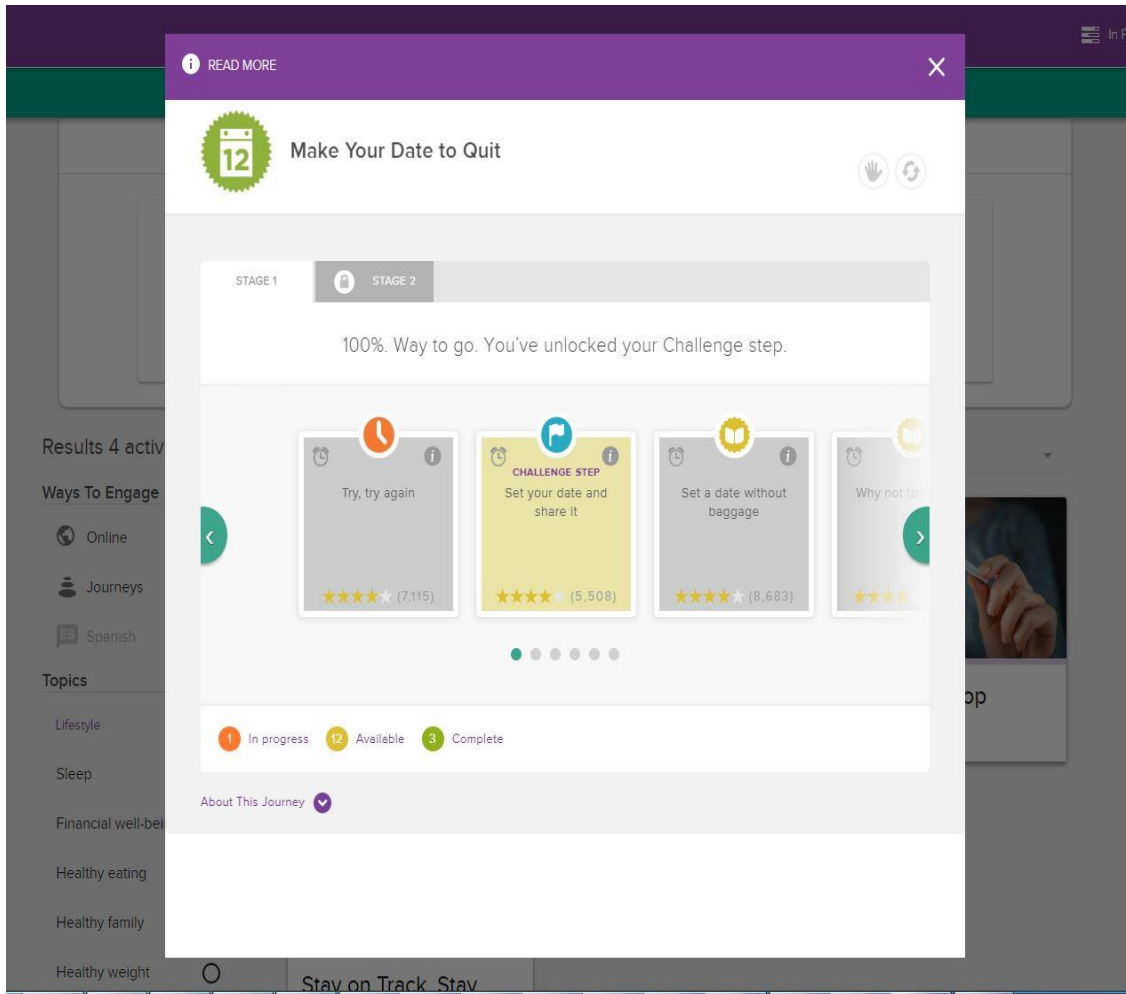 In
READ MORE
12
Make Your Date to Quit
STAGE 1
STAGE 2
100%. Way to go. You've unlocked your Challenge step.
Try, try again
(7,115)
CHALLENGE STEP
Set your date and
share it
(5,508)
Set a date without
baggage
(8,683)
Why not
1 In progress
12 Available
3 Complete
About This Journey
Results 4 activ
Ways To Engage
Online
Journeys
ES Spanish
Topics
Lifestyle
Sleep
Financial well-bei
Healthy eating
Healthy family
Healthy weight
op
Stay on Track, Stay